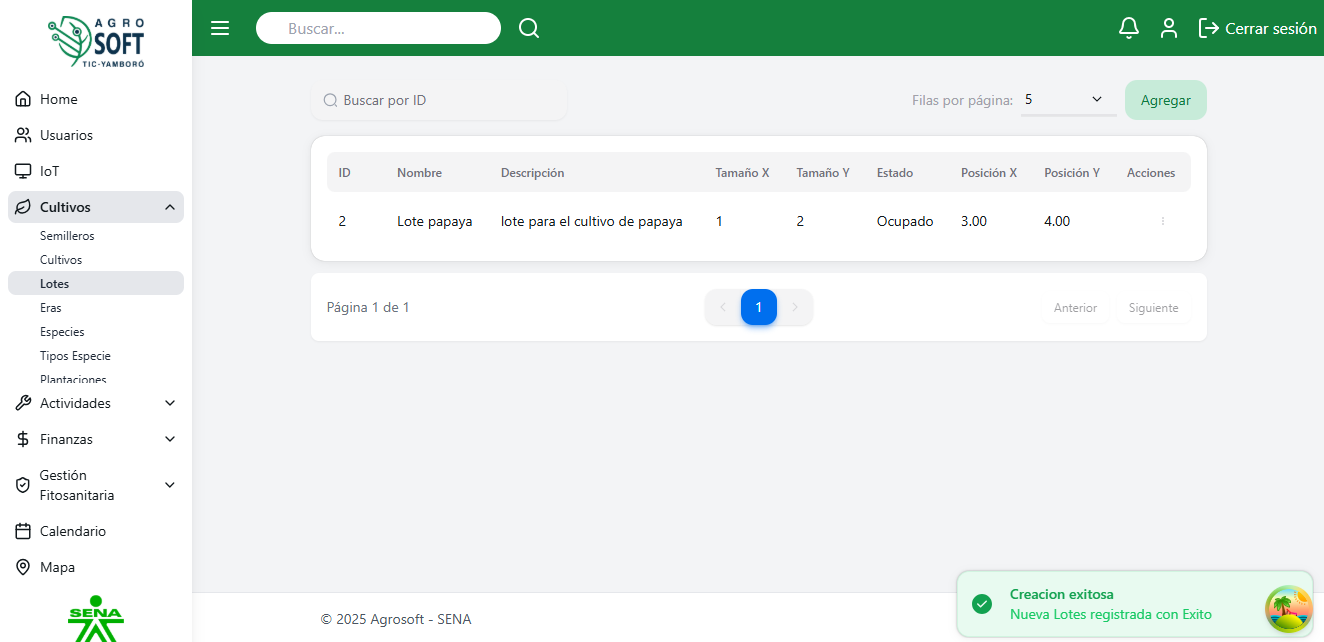 AGRO
SOFT
TIC-YAMBORÓ
Buscar...
Cerrar sesión
Home
Usuarios
IoT
Cultivos
Semilleros
Cultivos
Lotes
Eras
Especies
Tipos Especie
Plantaciones
Actividades
Finanzas
Gestión
Fitosanitaria
Calendario
Mapa
SENA
Buscar por ID
Filas por página: 5
Agregar
ID Nombre Descripción Tamaño X Tamaño Y Estado Posición X Posición Y Acciones
2 Lote papaya lote para el cultivo de papaya 1 2 Ocupado 3.00 4.00
Página 1 de 1
1
Anterior Siguiente
© 2025 Agrosoft - SENA
Creacion exitosa
Nueva Lotes registrada con Exito